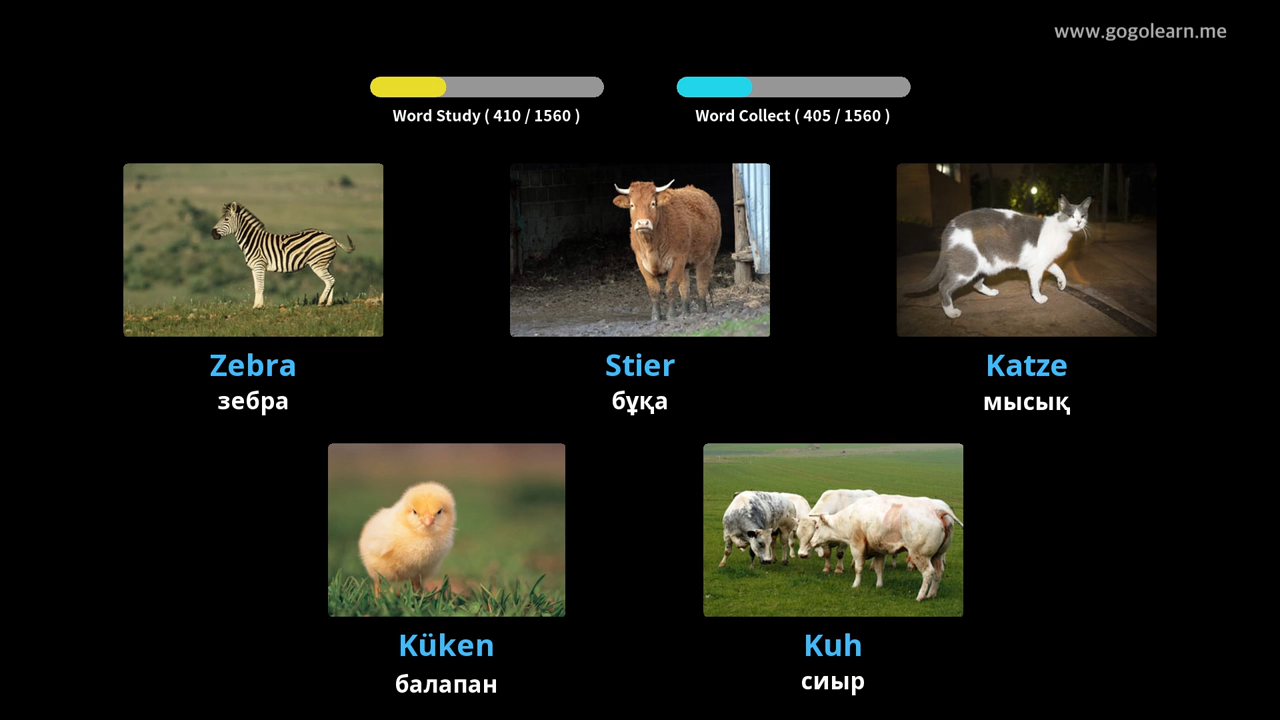 www.gogolearn.me
Word Study ( 410 / 1560 )
Word Collect ( 405 / 1560 )
Zebra
зебра
Stier
бұқа
Katze
мысық
Küken
балапан
Kuh
сиыр